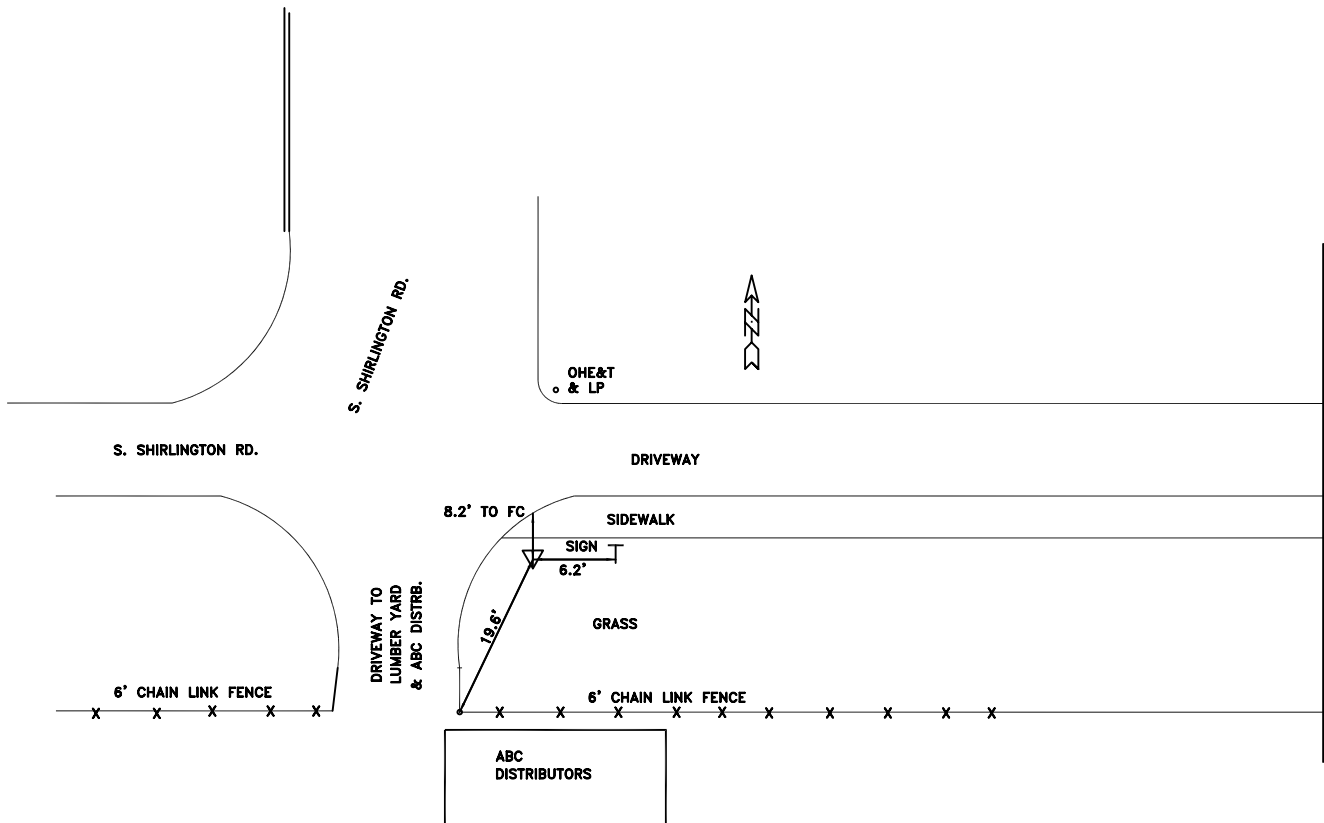 S. SHIRLINGTON RD.
N
OHE&T
& LP
S. SHIRLINGTON RD.
DRIVEWAY
8.2' TO FC
SIDEWALK
SIGN
6.2'
19.6'
GRASS
DRIVEWAY TO
LUMBER YARD
& ABC DISTRB.
6' CHAIN LINK FENCE
6' CHAIN LINK FENCE
ABC
DISTRIBUTORS